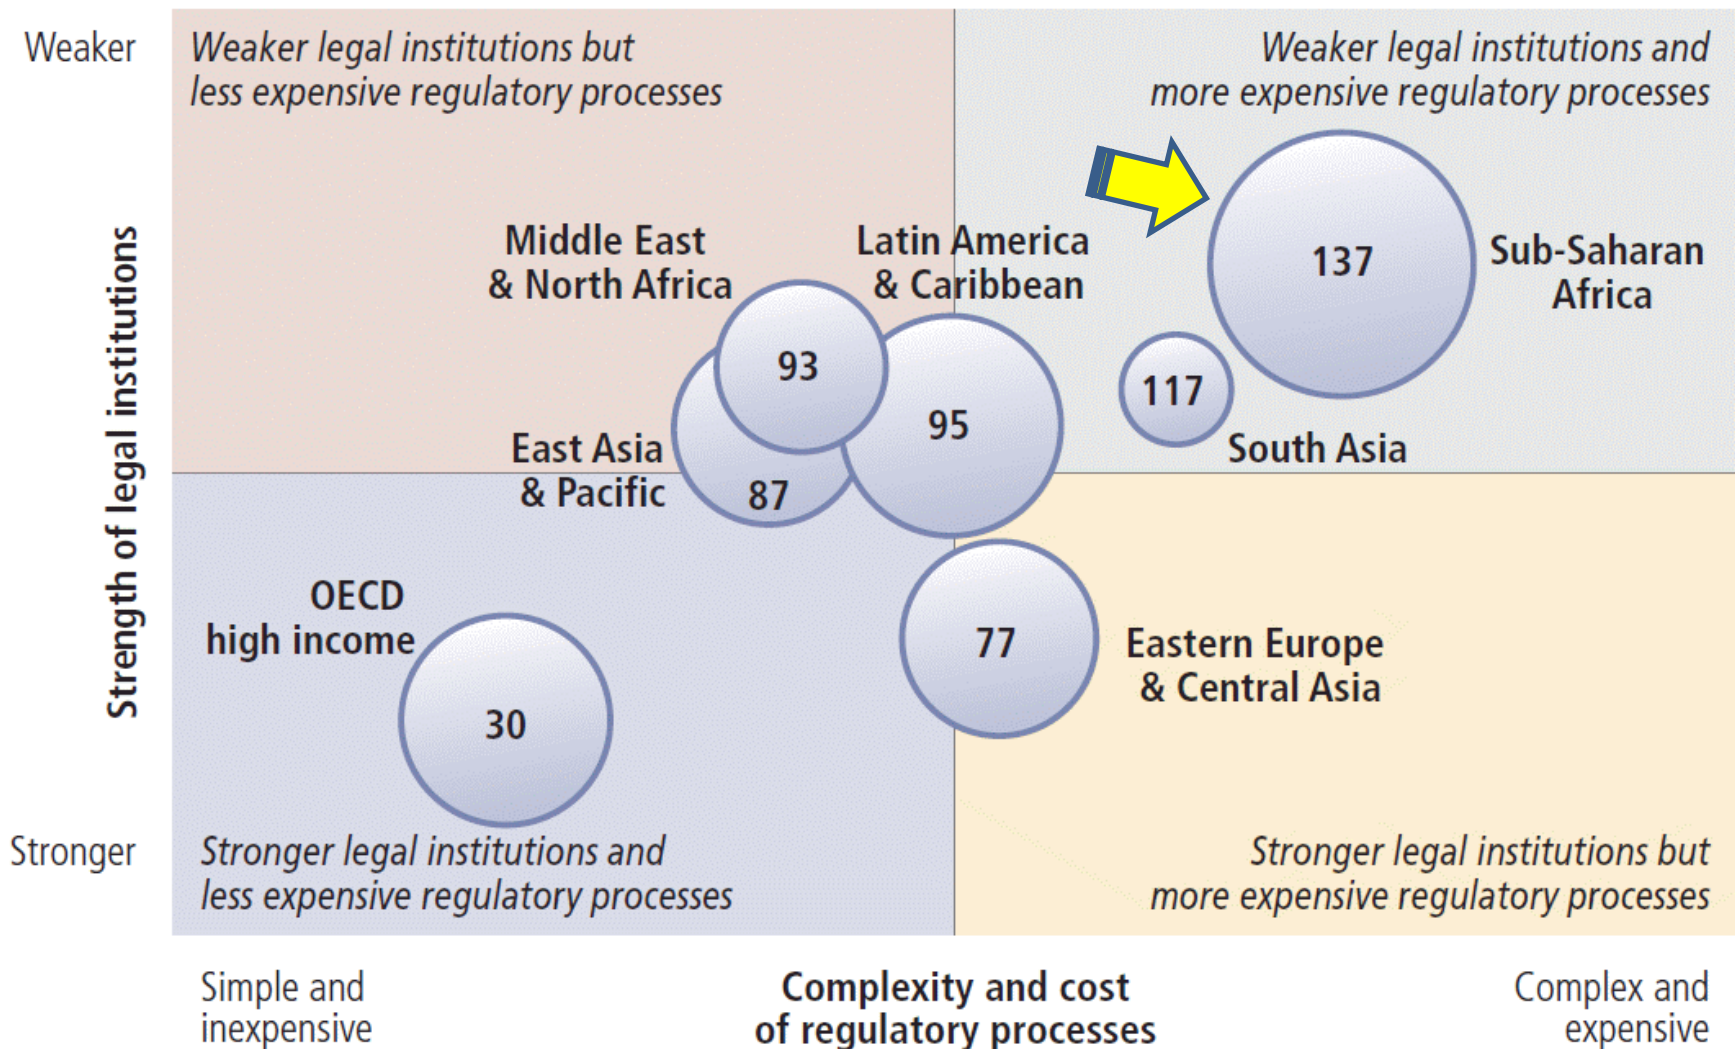 Weaker
Weaker legal institutions but
less expensive regulatory processes
Weaker legal institutions and
more expensive regulatory processes
Strength of legal institutions
Middle East
& North Africa
Latin America
& Caribbean
137
Sub-Saharan
Africa
93
95
117
South Asia
East Asia
& Pacific
87
OECD
high income
30
77
Eastern Europe
& Central Asia
Stronger
Stronger legal institutions and
less expensive regulatory processes
Stronger legal institutions but
more expensive regulatory processes
Simple and
inexpensive
Complexity and cost
of regulatory processes
Complex and
expensive